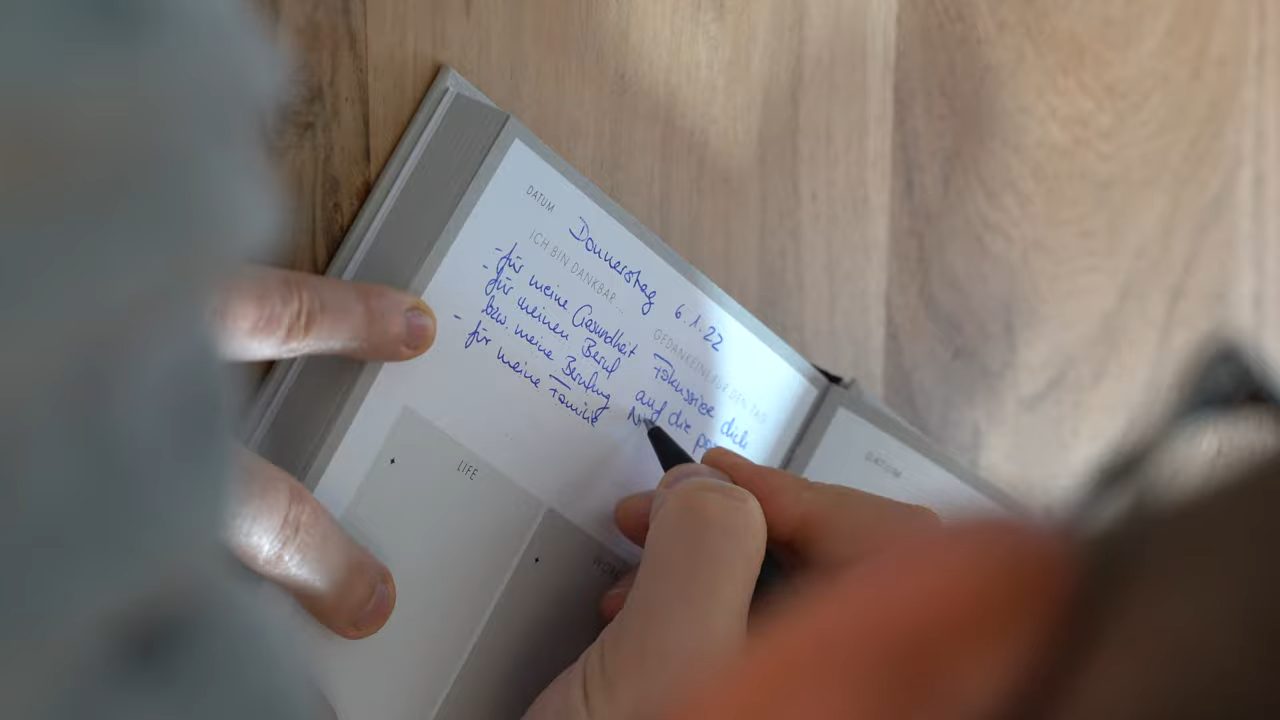 DATUM
Donnerstag 6.1.22
ICH BIN DANKBAR...
- für meine Gesundheit
- für meinen Beruf
bzw. meine Berufung
- für meine Familie
GEDANKE(N) FÜR DEN TAG
Fokussiere dich
auf die
LIFE
DATUM